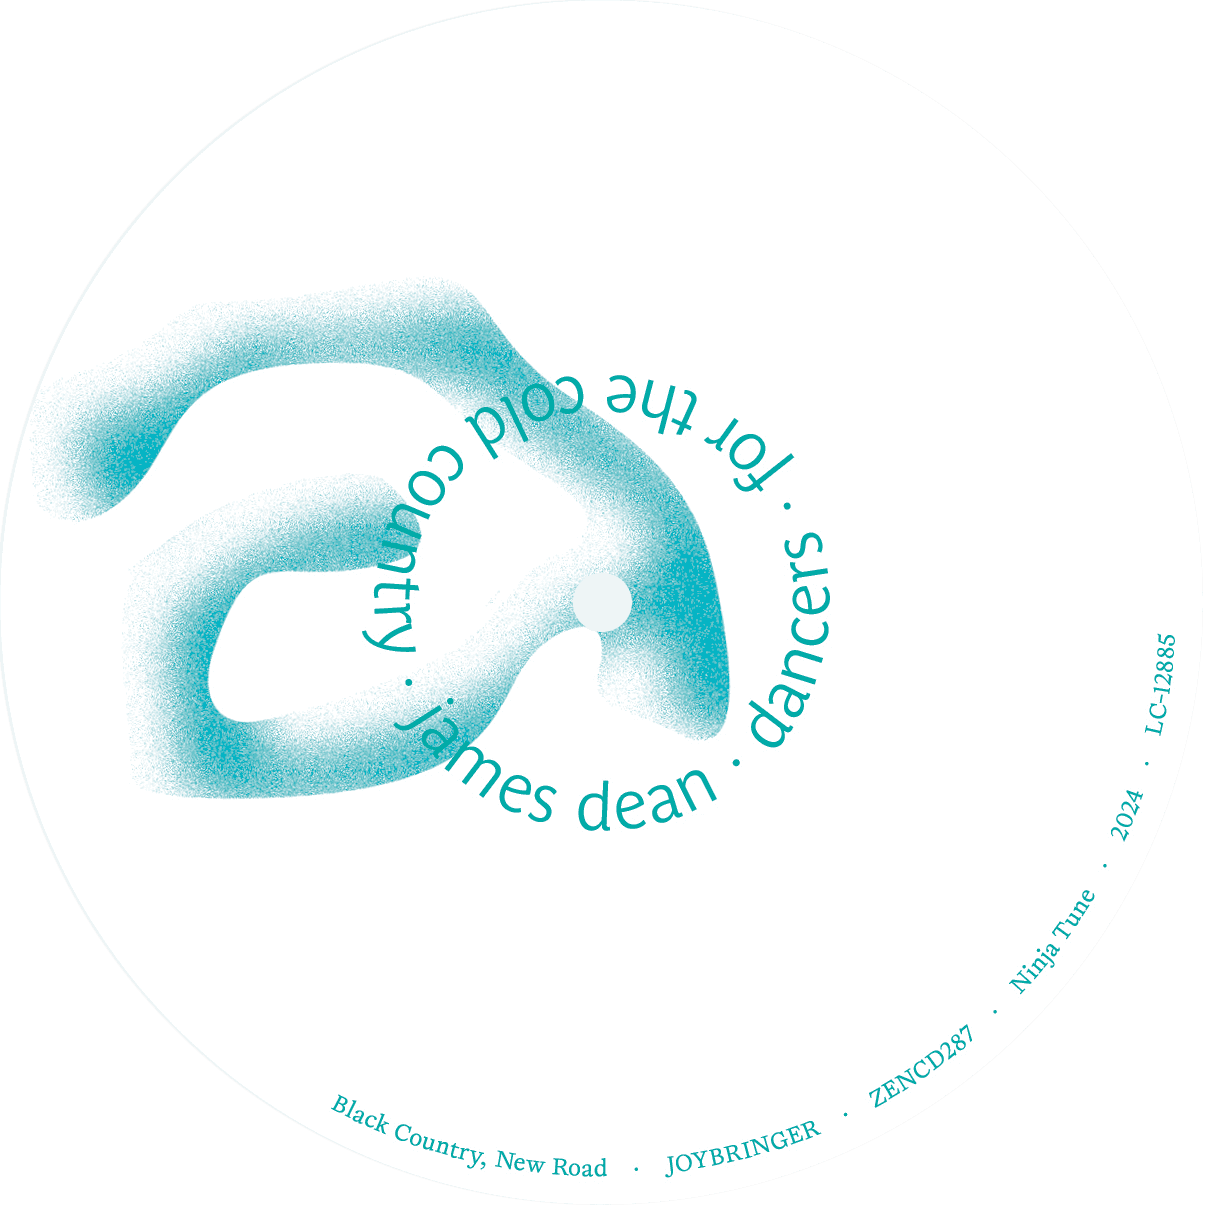 james dean · dancers · for the cold country ·
Black Country, New Road · JOYBRINGER · ZENCD287 · Ninja Tune · 2024 · LC-12885